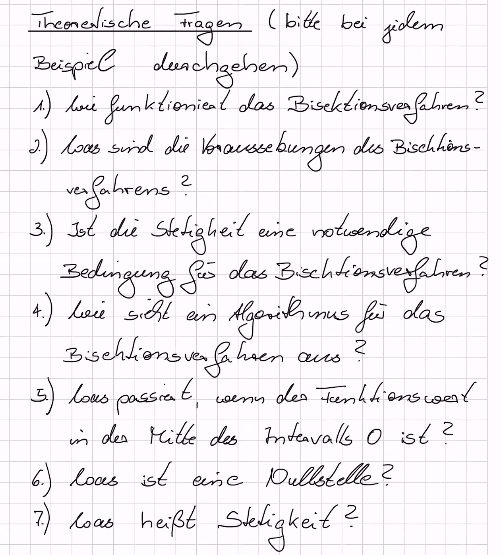 Theoretische Fragen (bitte bei jedem
Beispiel durchgehen)
1.) Wie funktioniert das Bisektionsverfahren?
2.) Was sind die Voraussetzungen des Bisektions-
verfahrens?
3.) Ist die Stetigkeit eine notwendige
Bedingung für das Bisektionsverfahren?
4.) Wie sieht ein Algorithmus für das
Bisektionsverfahren aus?
5.) Was passiert, wenn der Funktionswert
in der Mitte des Intervalls 0 ist?
6.) Was ist eine Nullstelle?
7.) Was heißt Stetigkeit?